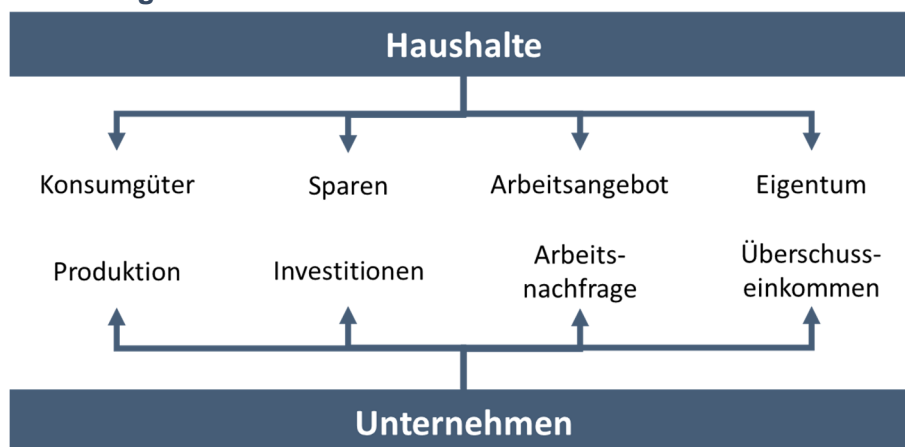 Haushalte
Konsumgüter
Sparen
Arbeitsangebot
Eigentum
Produktion
Investitionen
Arbeits-
nachfrage
Überschuss-
einkommen
Unternehmen